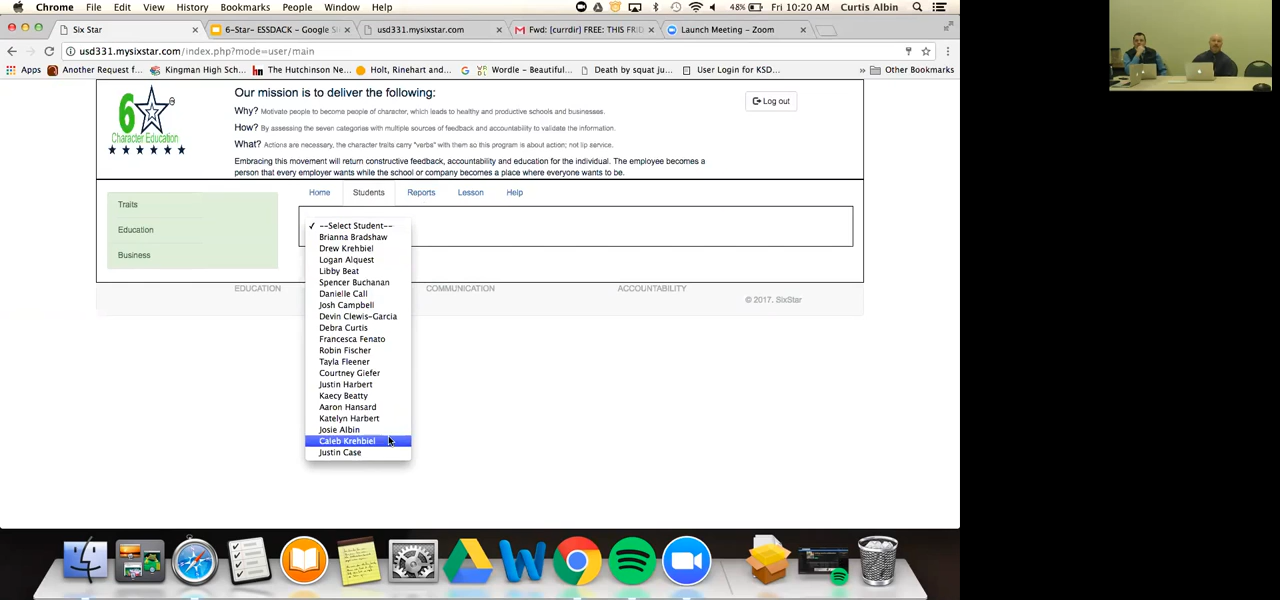 Chrome File Edit View History Bookmarks People Window Help 48% Fri 10:20 AM Curtis Albin
Six Star 6-Star- ESSDACK - Google Sl usd331.mysixstar.com Fwd: [currdir] FREE: THIS FRID Launch Meeting - Zoom
usd331.mysixstar.com/index.php?mode=user/main
Apps Another Request f... Kingman High Sch... The Hutchinson Ne... Holt, Rinehart and... Wordle - Beautiful... Death by squat ju... User Login for KSD... » Other Bookmarks
6
Character Education
Our mission is to deliver the following:
Why? Motivate people to become people of character, which leads to healthy and productive schools and businesses.
How? By assessing the seven categories with multiple sources of feedback and accountability to validate the information.
What? Actions are necessary, the character traits carry "verbs" with them so this program is about action; not lip service.
Embracing this movement will return constructive feedback, accountability and education for the individual. The employee becomes a
person that every employer wants while the school or company becomes a place where everyone wants to be.
Log out
Home Students Reports Lesson Help
Traits
Education
Business
--Select Student--
Brianna Bradshaw
Drew Krehbiel
Logan Alquest
Libby Beat
Spencer Buchanan
Danielle Call
Josh Campbell
Devin Clewis-Garcia
Debra Curtis
Francesca Fenato
Robin Fischer
Tayla Fleener
Courtney Giefer
Justin Harbert
Kaecy Beatty
Aaron Hansard
Katelyn Harbert
Josie Albin
Caleb Krehbiel
Justin Case
EDUCATION COMMUNICATION ACCOUNTABILITY
© 2017. SixStar